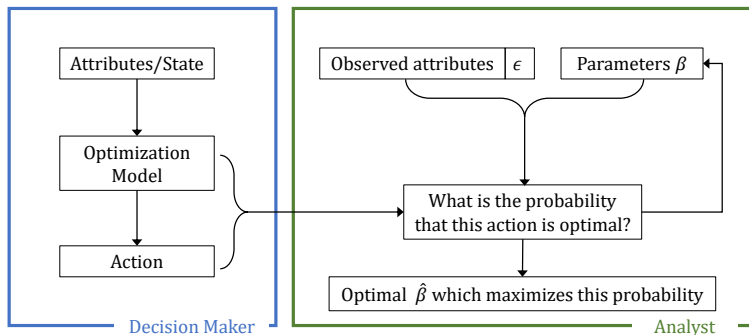 Attributes/State
Optimization
Model
Action
Decision Maker
Observed attributes ϵ
Parameters β
What is the probability
that this action is optimal?
Optimal β̂ which maximizes this probability
Analyst